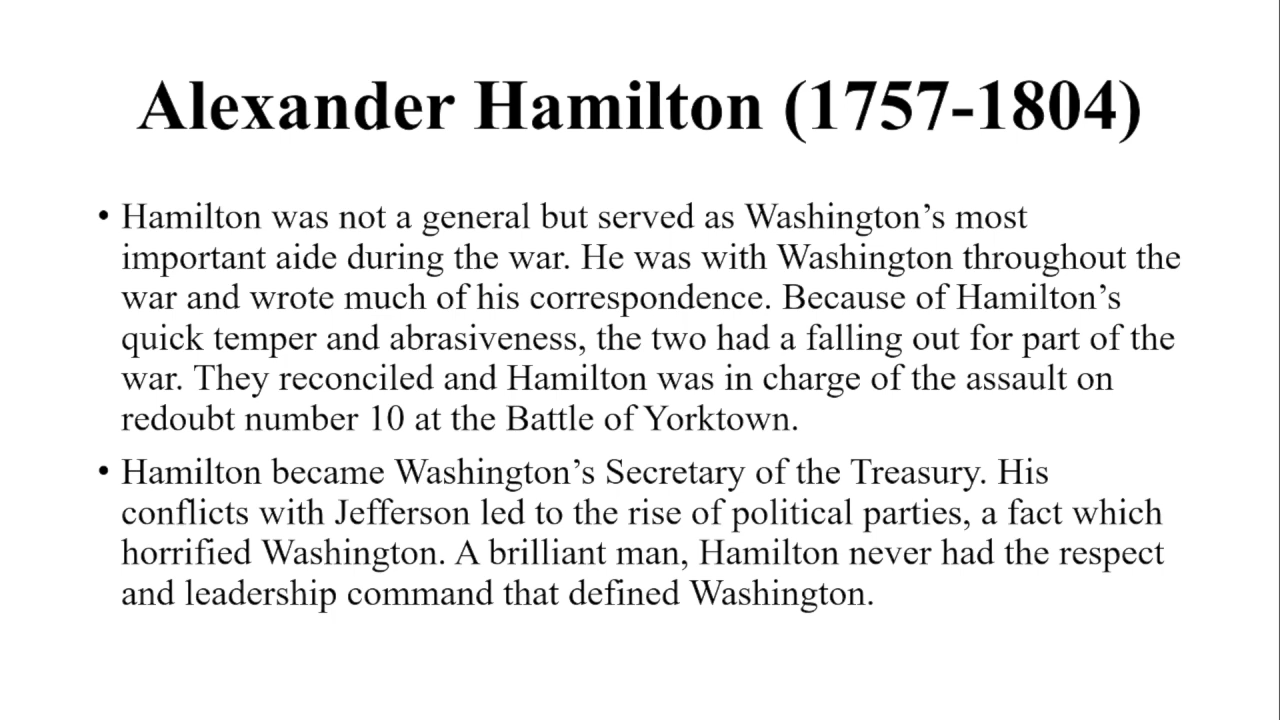 Alexander Hamilton (1757-1804)
• Hamilton was not a general but served as Washington’s most
important aide during the war. He was with Washington throughout the
war and wrote much of his correspondence. Because of Hamilton’s
quick temper and abrasiveness, the two had a falling out for part of the
war. They reconciled and Hamilton was in charge of the assault on
redoubt number 10 at the Battle of Yorktown.
• Hamilton became Washington’s Secretary of the Treasury. His
conflicts with Jefferson led to the rise of political parties, a fact which
horrified Washington. A brilliant man, Hamilton never had the respect
and leadership command that defined Washington.